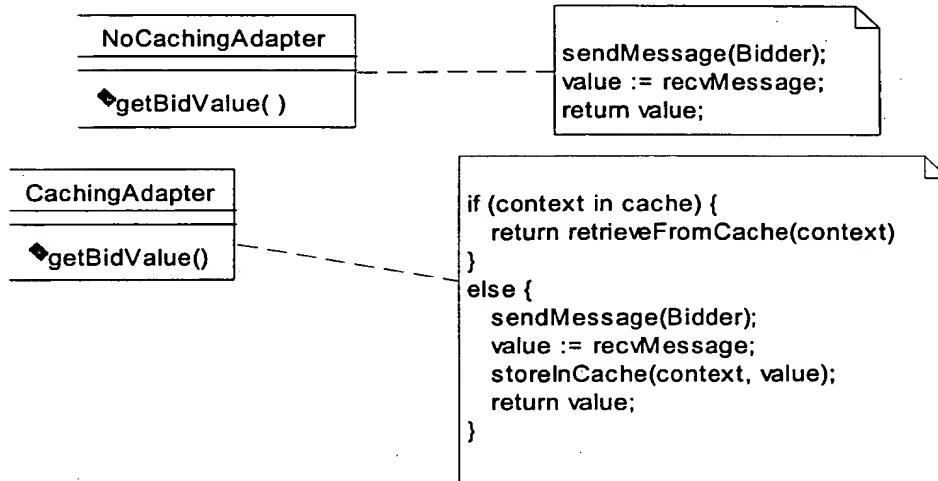 NoCachingAdapter
getBidValue( )
sendMessage(Bidder);
value := recvMessage;
return value;
CachingAdapter
getBidValue()
if (context in cache) {
return retrieveFromCache(context)
}
else {
sendMessage(Bidder);
value := recvMessage;
storeInCache(context, value);
return value;
}